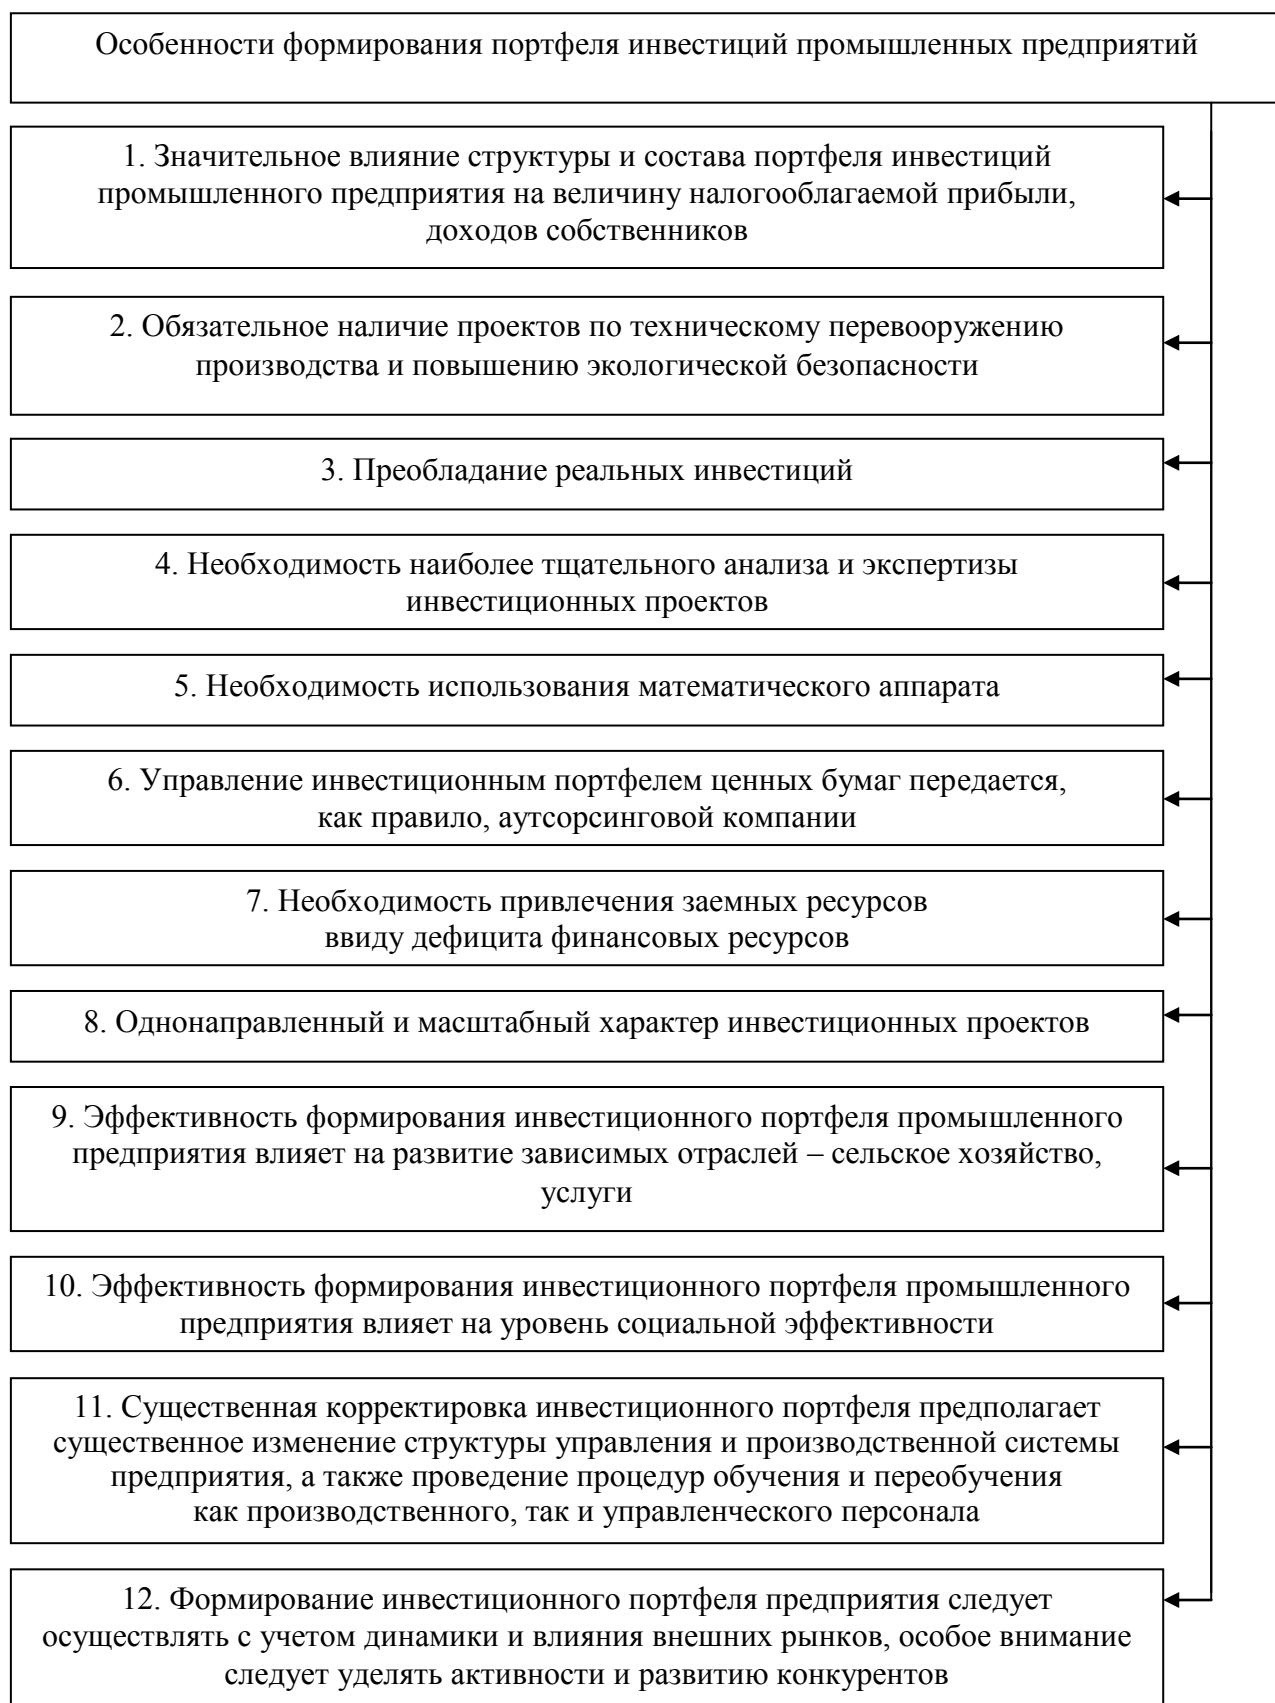 Особенности формирования портфеля инвестиций промышленных предприятий
1. Значительное влияние структуры и состава портфеля инвестиций
промышленного предприятия на величину налогооблагаемой прибыли,
доходов собственников
2. Обязательное наличие проектов по техническому перевооружению
производства и повышению экологической безопасности
3. Преобладание реальных инвестиций
4. Необходимость наиболее тщательного анализа и экспертизы
инвестиционных проектов
5. Необходимость использования математического аппарата
6. Управление инвестиционным портфелем ценных бумаг передается,
как правило, аутсорсинговой компании
7. Необходимость привлечения заемных ресурсов
ввиду дефицита финансовых ресурсов
8. Однонаправленный и масштабный характер инвестиционных проектов
9. Эффективность формирования инвестиционного портфеля промышленного
предприятия влияет на развитие зависимых отраслей – сельское хозяйство,
услуги
10. Эффективность формирования инвестиционного портфеля промышленного
предприятия влияет на уровень социальной эффективности
11. Существенная корректировка инвестиционного портфеля предполагает
существенное изменение структуры управления и производственной системы
предприятия, а также проведение процедур обучения и переобучения
как производственного, так и управленческого персонала
12. Формирование инвестиционного портфеля предприятия следует
осуществлять с учетом динамики и влияния внешних рынков, особое внимание
следует уделять активности и развитию конкурентов